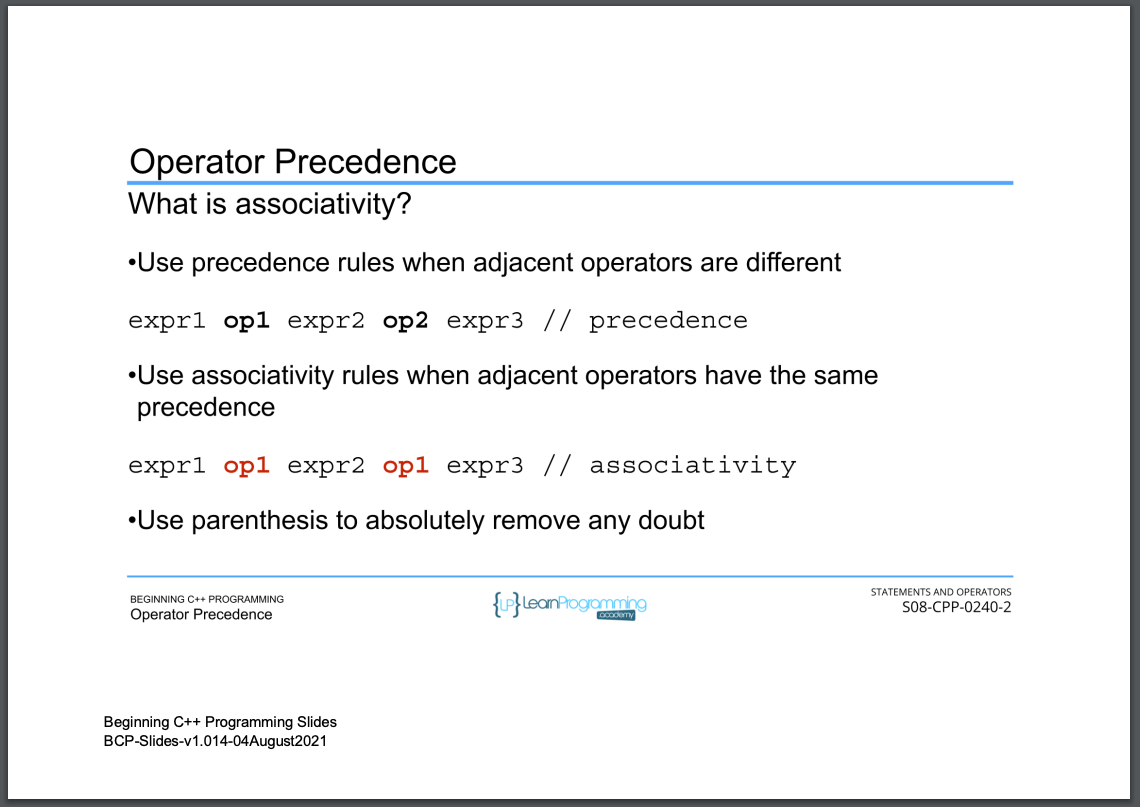 Operator Precedence
What is associativity?
•Use precedence rules when adjacent operators are different
expr1 op1 expr2 op2 expr3 // precedence
•Use associativity rules when adjacent operators have the same
precedence
expr1 op1 expr2 op1 expr3 // associativity
•Use parenthesis to absolutely remove any doubt
BEGINNING C++ PROGRAMMING
Operator Precedence
{LP} LearnProgramming
academy
STATEMENTS AND OPERATORS
S08-CPP-0240-2
Beginning C++ Programming Slides
BCP-Slides-v1.014-04August2021